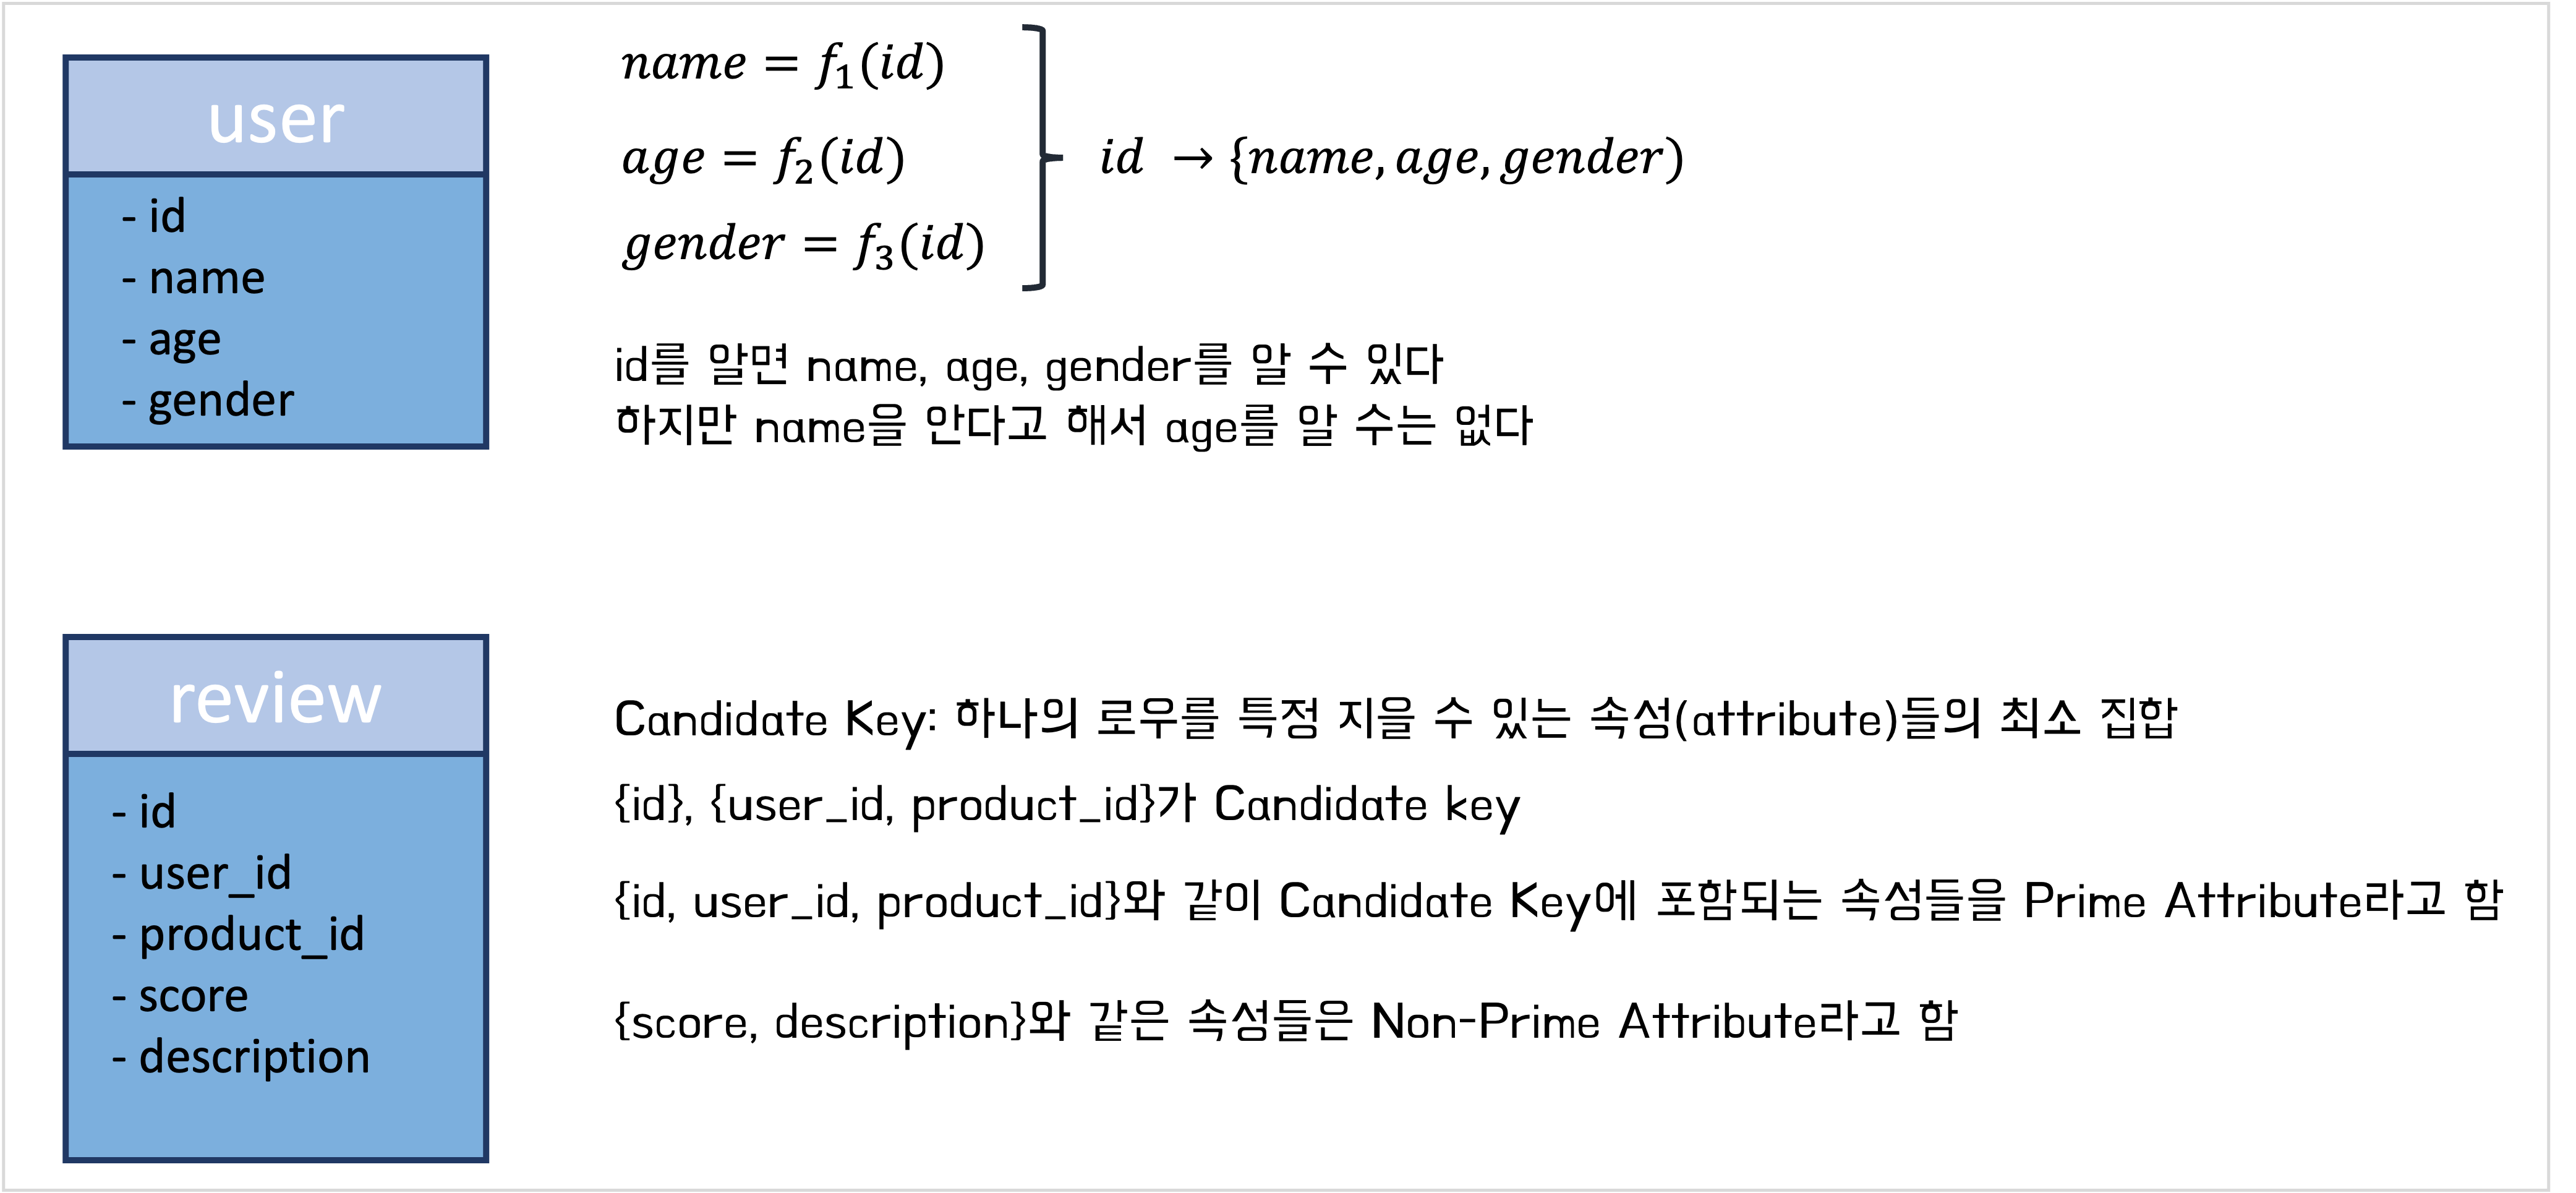 user
- id
- name
- age
- gender
name = f₁(id)
age = f₂(id)
gender = f₃(id)
id → {name, age, gender)
id를 알면 name, age, gender를 알 수 있다
하지만 name을 안다고 해서 age를 알 수는 없다
review
- id
- user_id
- product_id
- score
- description
Candidate Key: 하나의 로우를 특정 지을 수 있는 속성(attribute)들의 최소 집합
{id}, {user_id, product_id}가 Candidate key
{id, user_id, product_id}와 같이 Candidate Key에 포함되는 속성들을 Prime Attribute라고 함
{score, description}와 같은 속성들은 Non-Prime Attribute라고 함